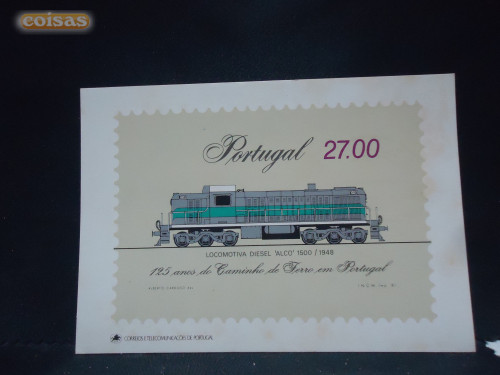 coisas
Portugal 27.00
LOCOMOTIVA DIESEL "ALCO" 1500 / 1948
125 anos do Caminho de Ferro em Portugal
CORREIOS E TELECOMUNICAÇÕES DE PORTUGAL